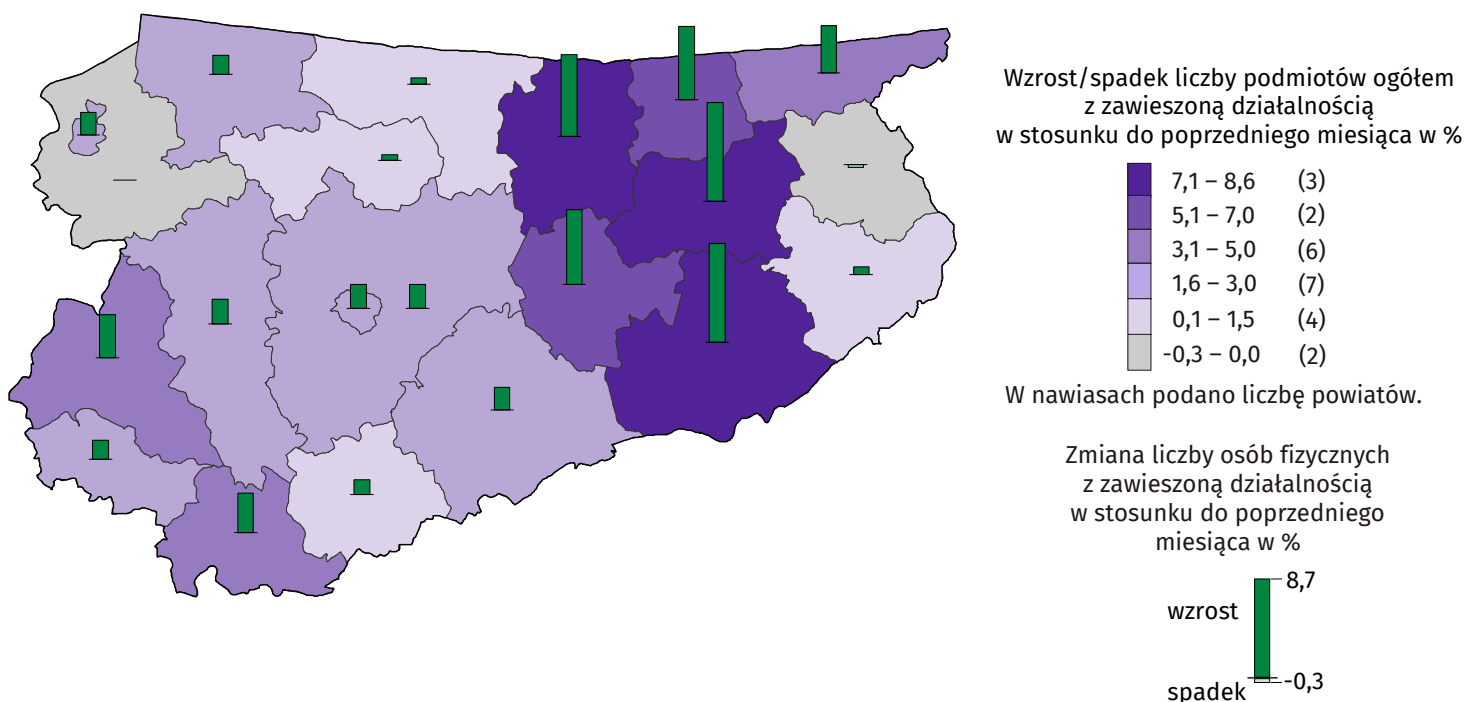 Wzrost/spadek liczby podmiotów ogółem
z zawieszoną działalnością
w stosunku do poprzedniego miesiąca w %
7,1 – 8,6 (3)
5,1 – 7,0 (2)
3,1 – 5,0 (6)
1,6 – 3,0 (7)
0,1 – 1,5 (4)
-0,3 – 0,0 (2)
W nawiasach podano liczbę powiatów.
Zmiana liczby osób fizycznych
z zawieszoną działalnością
w stosunku do poprzedniego
miesiąca w %
8,7
wzrost
-0,3
spadek